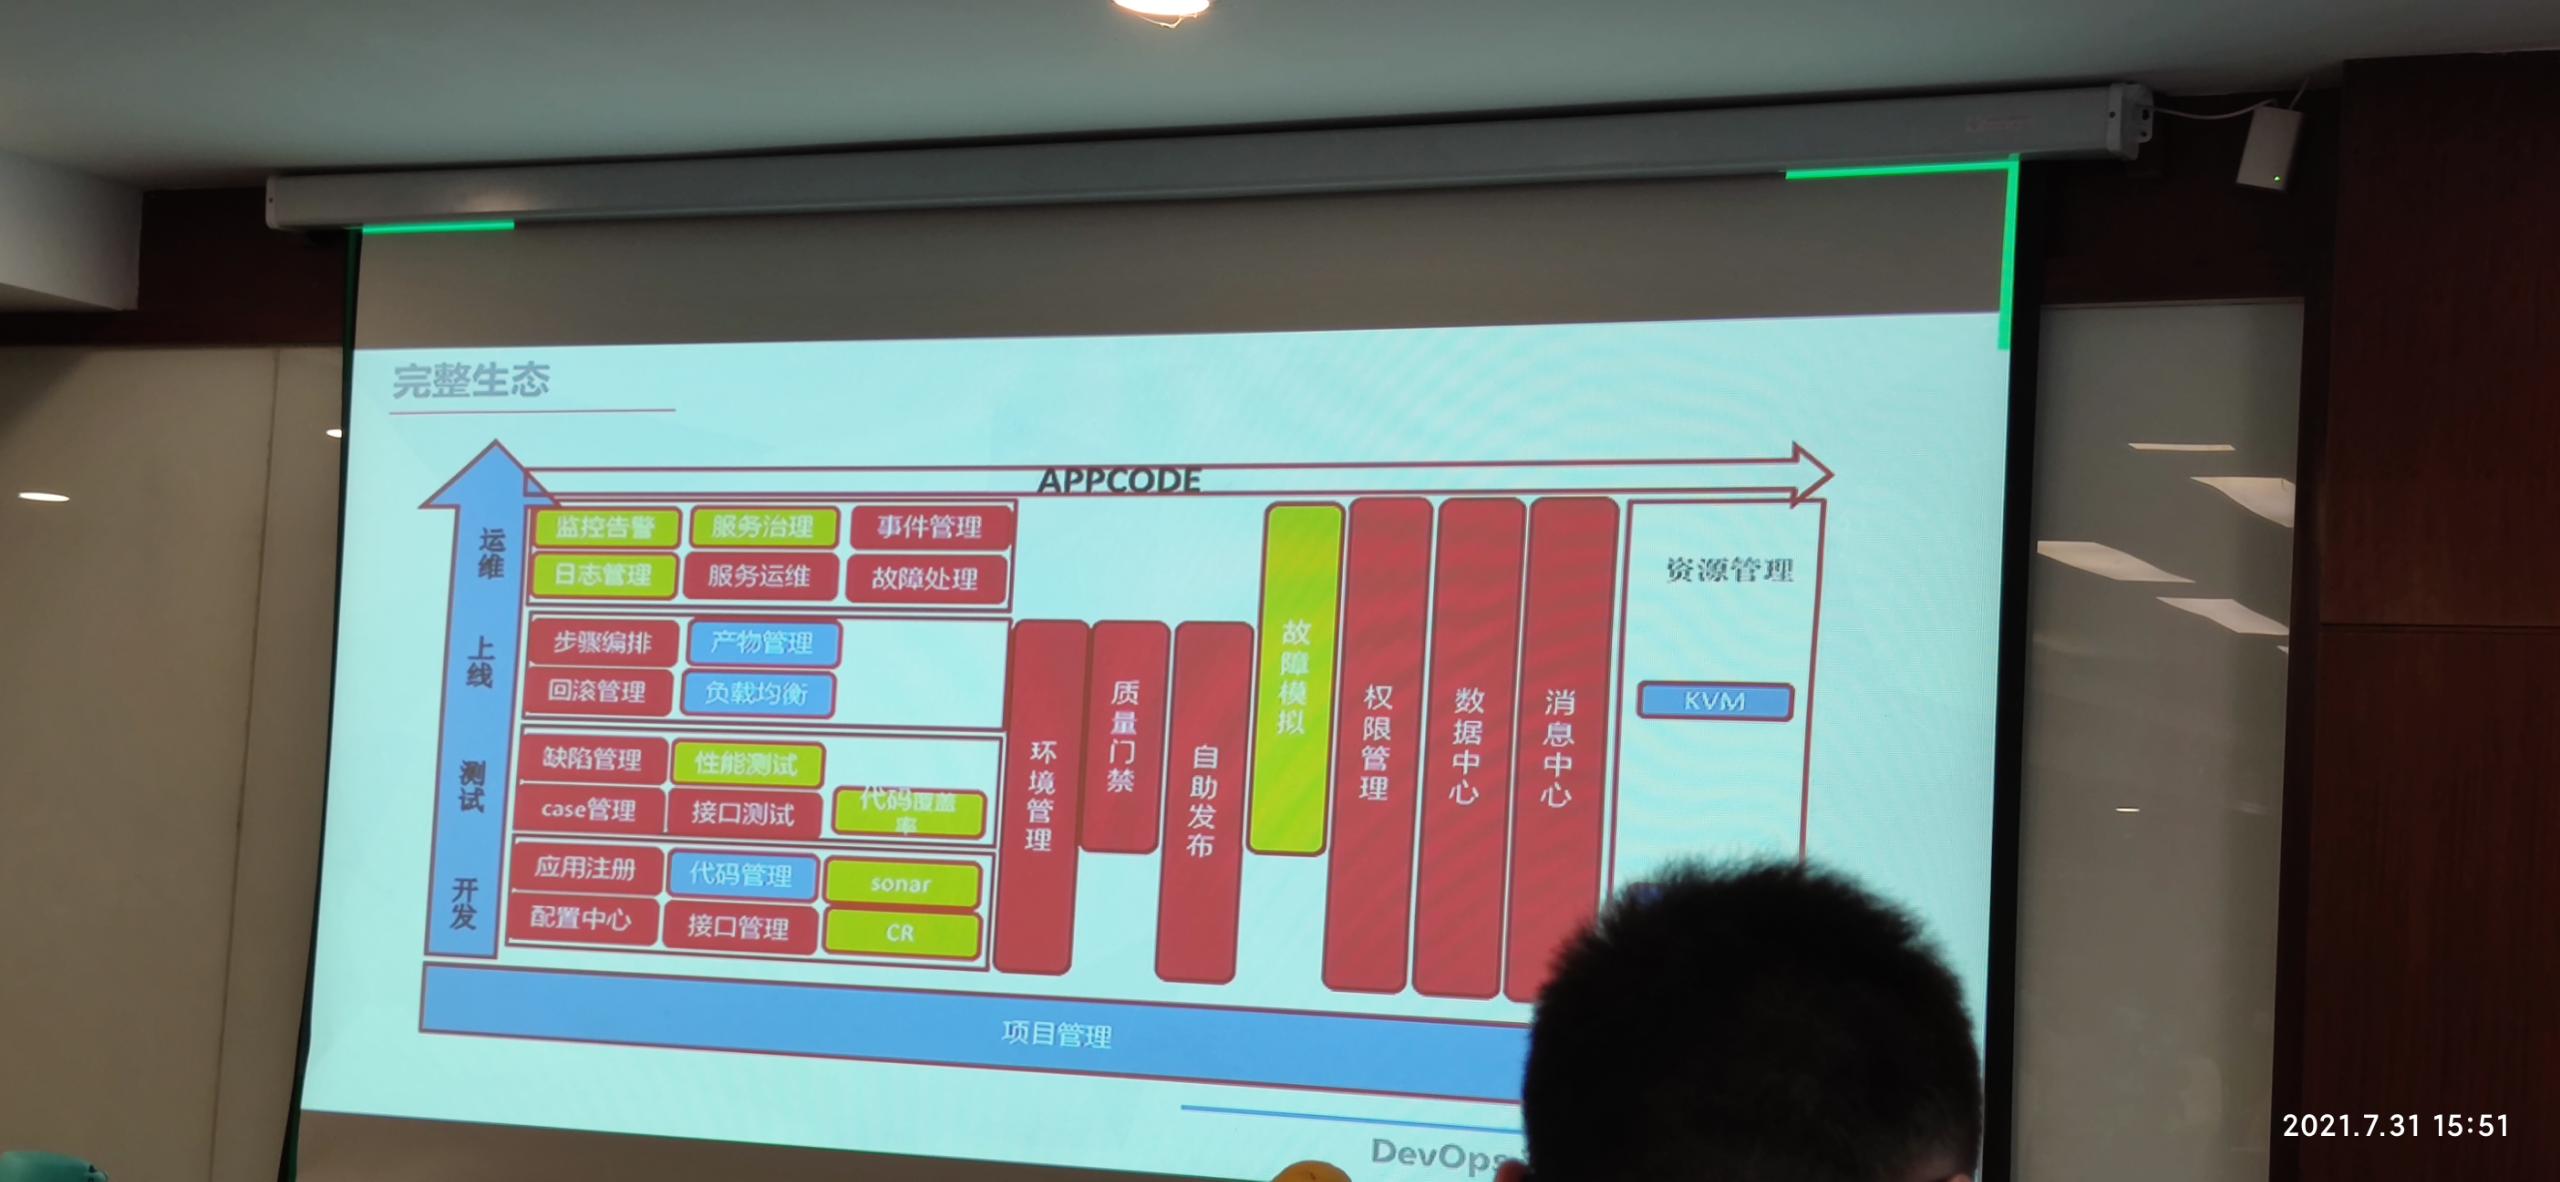 完整生态
APPCODE
运维
监控告警
服务治理
事件管理
日志管理
服务运维
故障处理
上线
步骤编排
产物管理
回滚管理
负载均衡
测试
缺陷管理
性能测试
case管理
接口测试
代码覆盖
率
开发
应用注册
代码管理
sonar
配置中心
接口管理
CR
环境管理
质量门禁
自助发布
故障模拟
权限管理
数据中心
消息中心
资源管理
KVM
项目管理
DevOps
2021.7.31 15:51